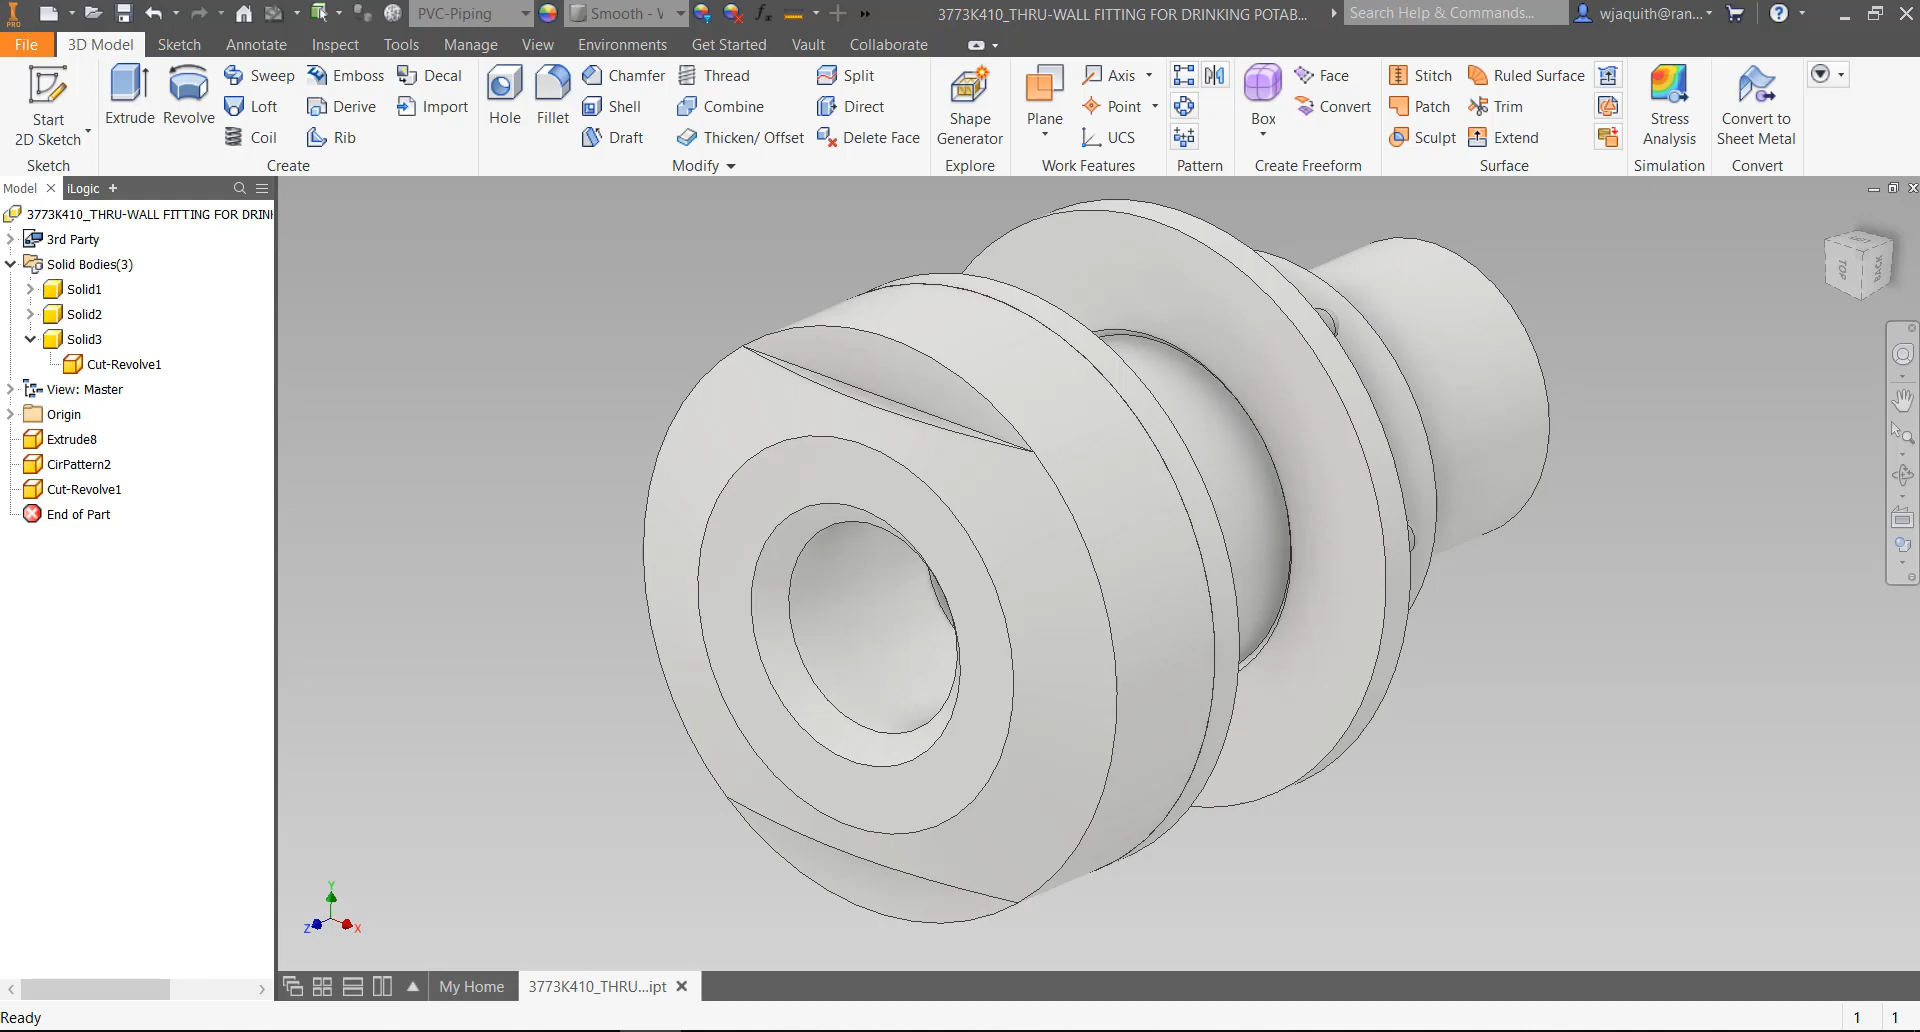 PRO
PVC-Piping
Smooth - V
3773K410_THRU-WALL FITTING FOR DRINKING POTAB...
Search Help & Commands...
wjaquith@ran...
File
3D Model
Sketch
Annotate
Inspect
Tools
Manage
View
Environments
Get Started
Vault
Collaborate
Start
2D Sketch
Extrude
Revolve
Sweep
Loft
Coil
Emboss
Derive
Rib
Decal
Import
Hole
Fillet
Chamfer
Shell
Draft
Thread
Combine
Thicken/ Offset
Split
Direct
Delete Face
Shape
Generator
Plane
Axis
Point
UCS
Box
Face
Convert
Stitch
Patch
Sculpt
Ruled Surface
Trim
Extend
Stress
Analysis
Convert to
Sheet Metal
Sketch
Create
Modify
Explore
Work Features
Pattern
Create Freeform
Surface
Simulation
Convert
Model
iLogic
3773K410_THRU-WALL FITTING FOR DRINK
3rd Party
Solid Bodies(3)
Solid1
Solid2
Solid3
Cut-Revolve1
View: Master
Origin
Extrude8
CirPattern2
Cut-Revolve1
End of Part
LEFT
TOP
BACK
Y
Z
X
My Home
3773K410_THRU...ipt
Ready
1
1